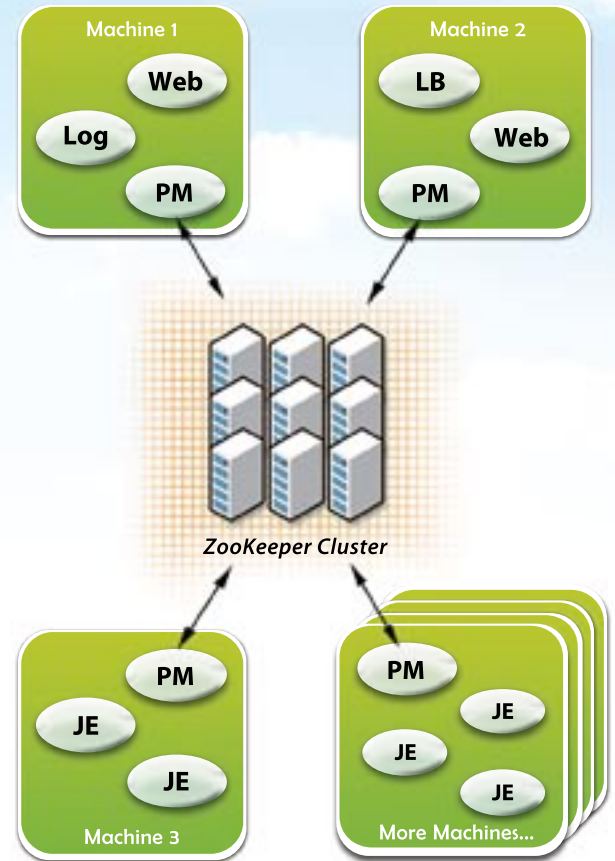 Machine 1
Web
Log
PM
Machine 2
LB
Web
PM
ZooKeeper Cluster
PM
JE
JE
Machine 3
PM
JE
JE
JE
More Machines...